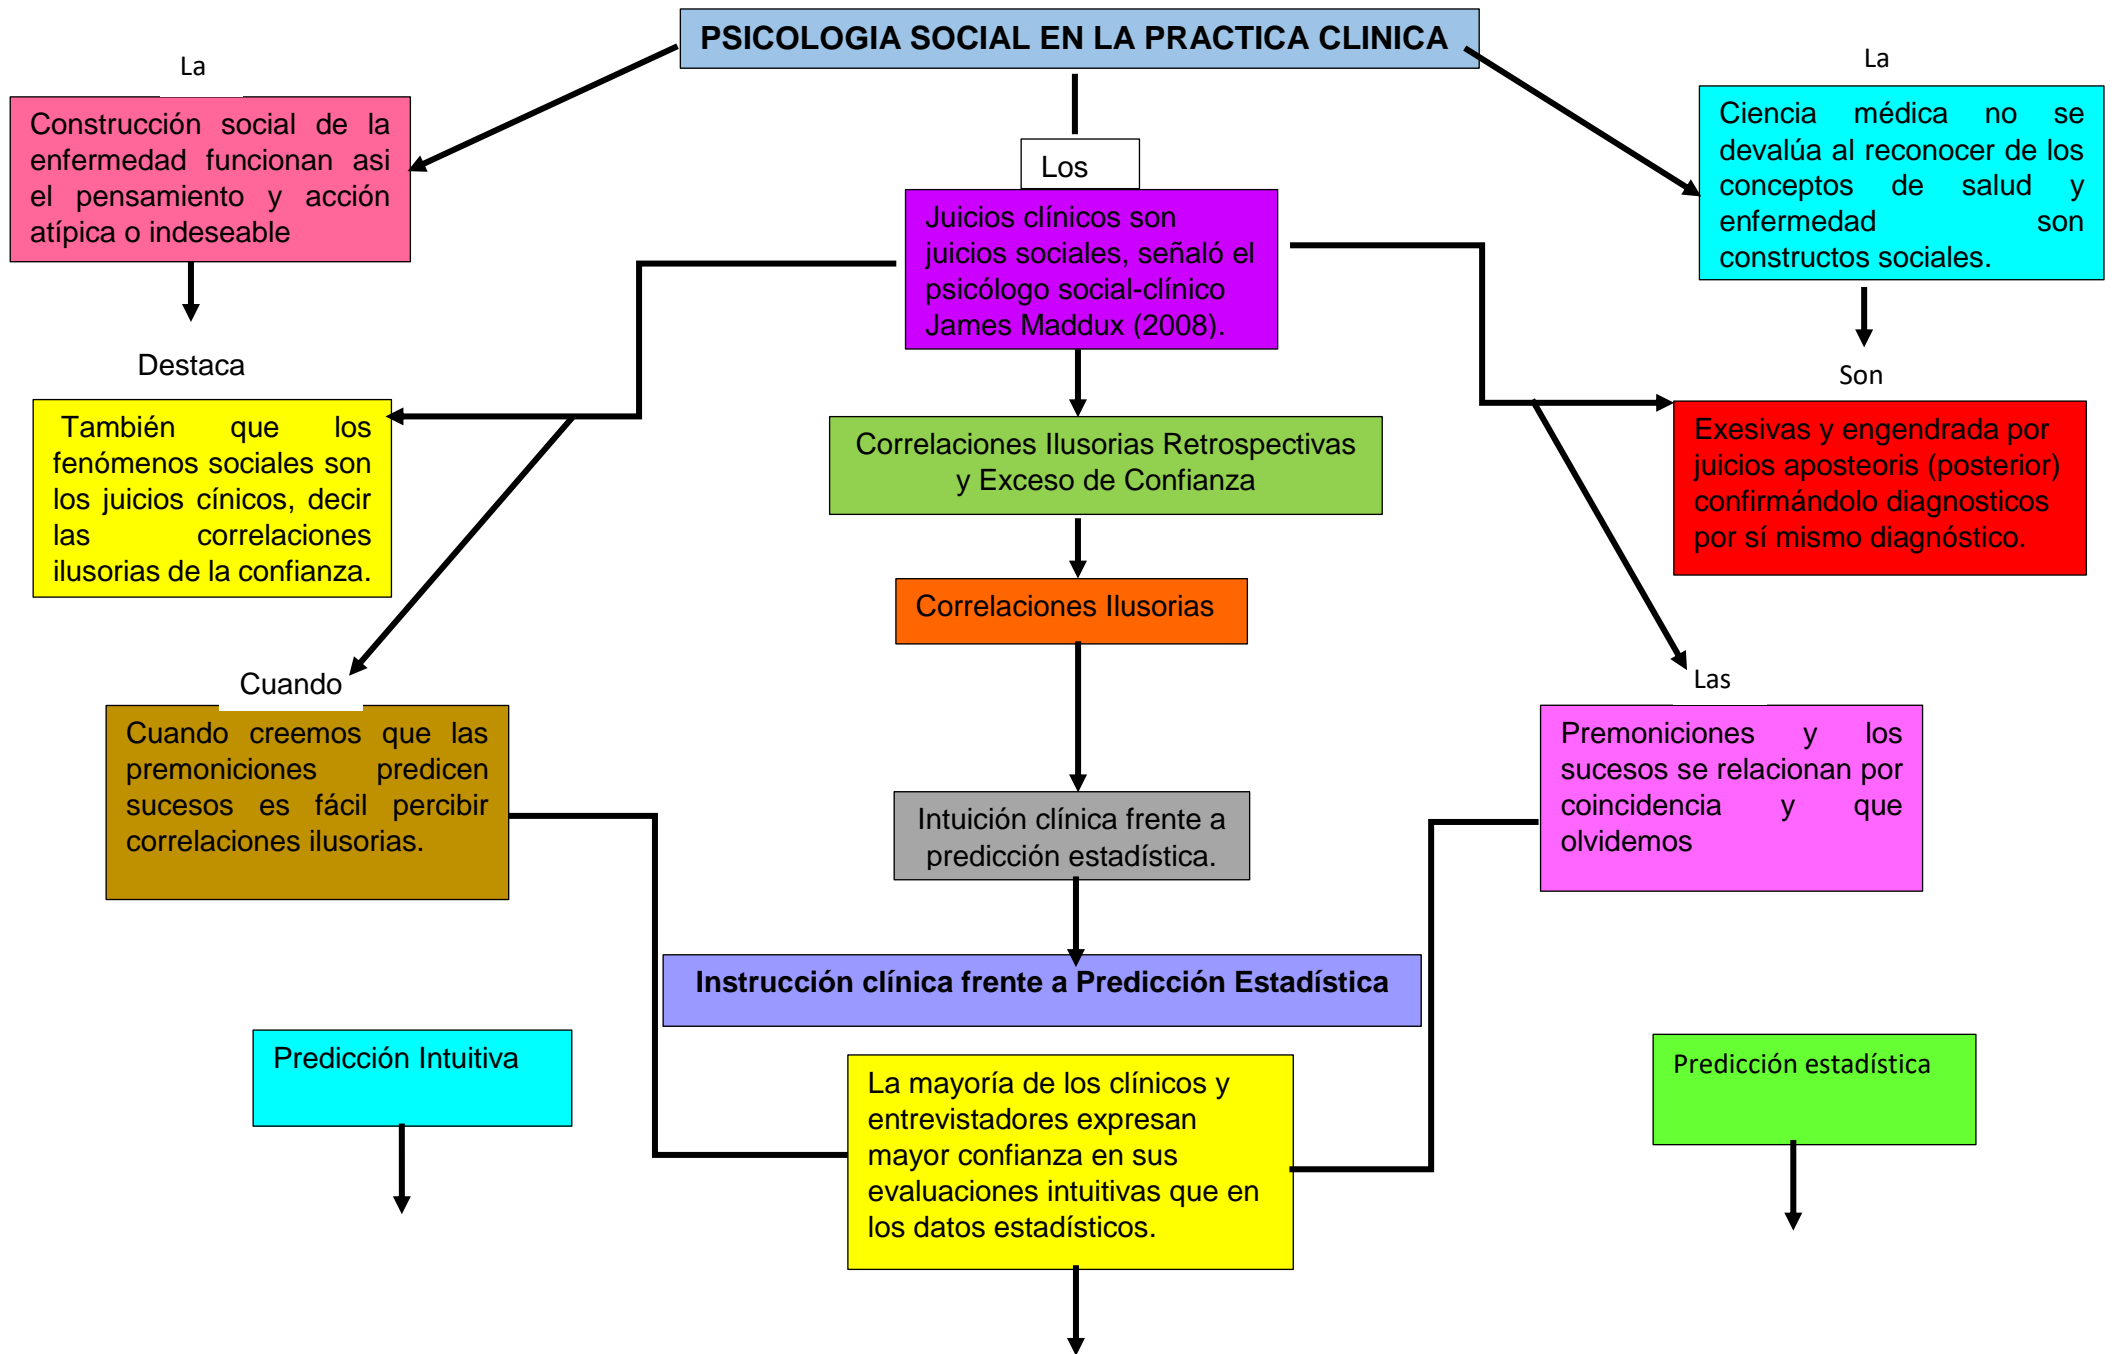 PSICOLOGIA SOCIAL EN LA PRACTICA CLINICA
La
Construcción social de la
enfermedad funcionan asi
el pensamiento y acción
atípica o indeseable
Los
Juicios clínicos son
juicios sociales, señaló el
psicólogo social-clínico
James Maddux (2008).
La
Ciencia médica no se
devalúa al reconocer de los
conceptos de salud y
enfermedad son
constructos sociales.
Destaca
También que los
fenómenos sociales son
los juicios cínicos, decir
las correlaciones
ilusorias de la confianza.
Correlaciones Ilusorias Retrospectivas
y Exceso de Confianza
Son
Exesivas y engendrada por
juicios aposteoris (posterior)
confirmándolo diagnosticos
por sí mismo diagnóstico.
Correlaciones Ilusorias
Cuando
Cuando creemos que las
premoniciones predicen
sucesos es fácil percibir
correlaciones ilusorias.
Intuición clínica frente a
predicción estadística.
Las
Premoniciones y los
sucesos se relacionan por
coincidencia y que
olvidemos
Instrucción clínica frente a Predicción Estadística
Predicción Intuitiva
La mayoría de los clínicos y
entrevistadores expresan
mayor confianza en sus
evaluaciones intuitivas que en
los datos estadísticos.
Predicción estadística